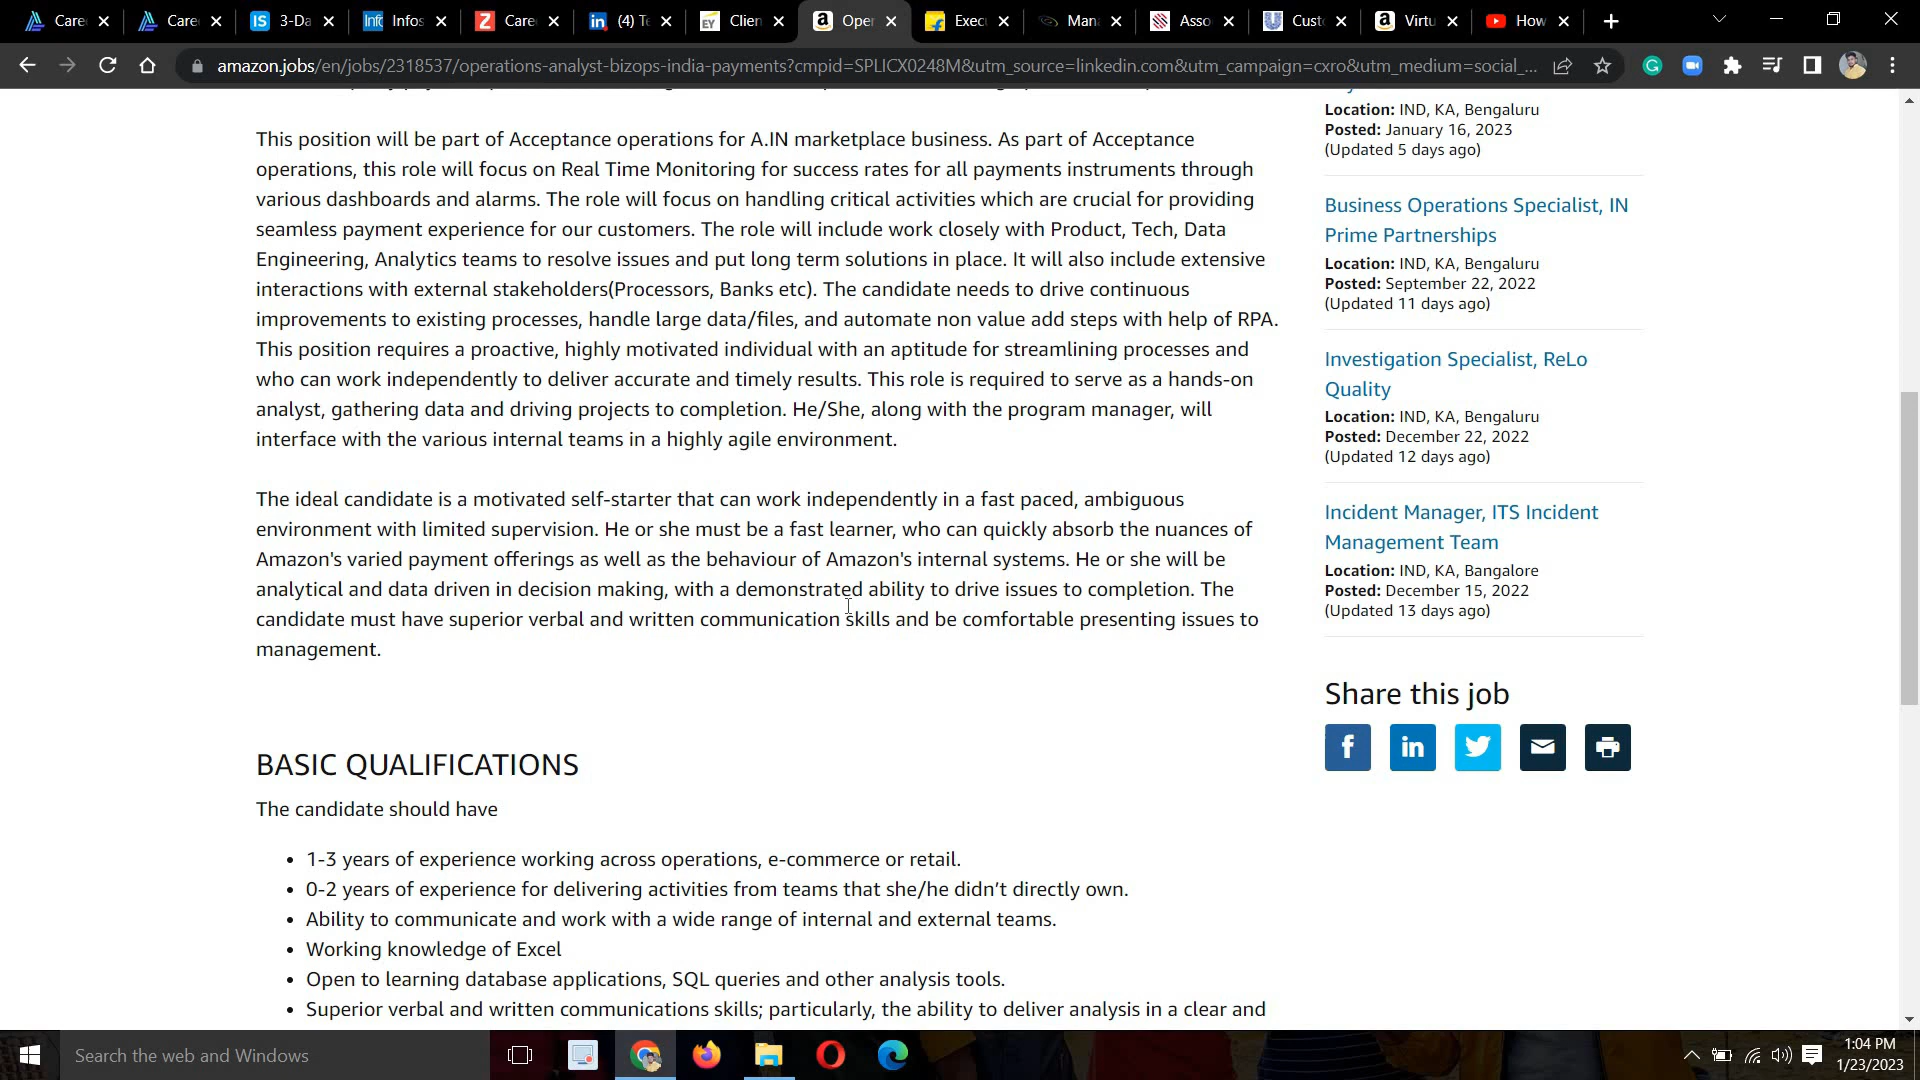 Caree
Caree
3-Da
Infos
Caree
(4) Te
Clien
Oper
Execu
Mana
Asso
Custo
Virtu
How
amazon.jobs/en/jobs/2318537/operations-analyst-bizops-india-payments?cmpid=SPLICX0248M&utm_source=linkedin.com&utm_campaign=cxro&utm_medium=social_...
This position will be part of Acceptance operations for A.IN marketplace business. As part of Acceptance
operations, this role will focus on Real Time Monitoring for success rates for all payments instruments through
various dashboards and alarms. The role will focus on handling critical activities which are crucial for providing
seamless payment experience for our customers. The role will include work closely with Product, Tech, Data
Engineering, Analytics teams to resolve issues and put long term solutions in place. It will also include extensive
interactions with external stakeholders(Processors, Banks etc). The candidate needs to drive continuous
improvements to existing processes, handle large data/files, and automate non value add steps with help of RPA.
This position requires a proactive, highly motivated individual with an aptitude for streamlining processes and
who can work independently to deliver accurate and timely results. This role is required to serve as a hands-on
analyst, gathering data and driving projects to completion. He/She, along with the program manager, will
interface with the various internal teams in a highly agile environment.
The ideal candidate is a motivated self-starter that can work independently in a fast paced, ambiguous
environment with limited supervision. He or she must be a fast learner, who can quickly absorb the nuances of
Amazon's varied payment offerings as well as the behaviour of Amazon's internal systems. He or she will be
analytical and data driven in decision making, with a demonstrated ability to drive issues to completion. The
candidate must have superior verbal and written communication skills and be comfortable presenting issues to
management.
BASIC QUALIFICATIONS
The candidate should have
• 1-3 years of experience working across operations, e-commerce or retail.
• 0-2 years of experience for delivering activities from teams that she/he didn’t directly own.
• Ability to communicate and work with a wide range of internal and external teams.
• Working knowledge of Excel
• Open to learning database applications, SQL queries and other analysis tools.
• Superior verbal and written communications skills; particularly, the ability to deliver analysis in a clear and
Location: IND, KA, Bengaluru
Posted: January 16, 2023
(Updated 5 days ago)
Business Operations Specialist, IN
Prime Partnerships
Location: IND, KA, Bengaluru
Posted: September 22, 2022
(Updated 11 days ago)
Investigation Specialist, ReLo
Quality
Location: IND, KA, Bengaluru
Posted: December 22, 2022
(Updated 12 days ago)
Incident Manager, ITS Incident
Management Team
Location: IND, KA, Bangalore
Posted: December 15, 2022
(Updated 13 days ago)
Share this job
Search the web and Windows
1:04 PM
1/23/2023